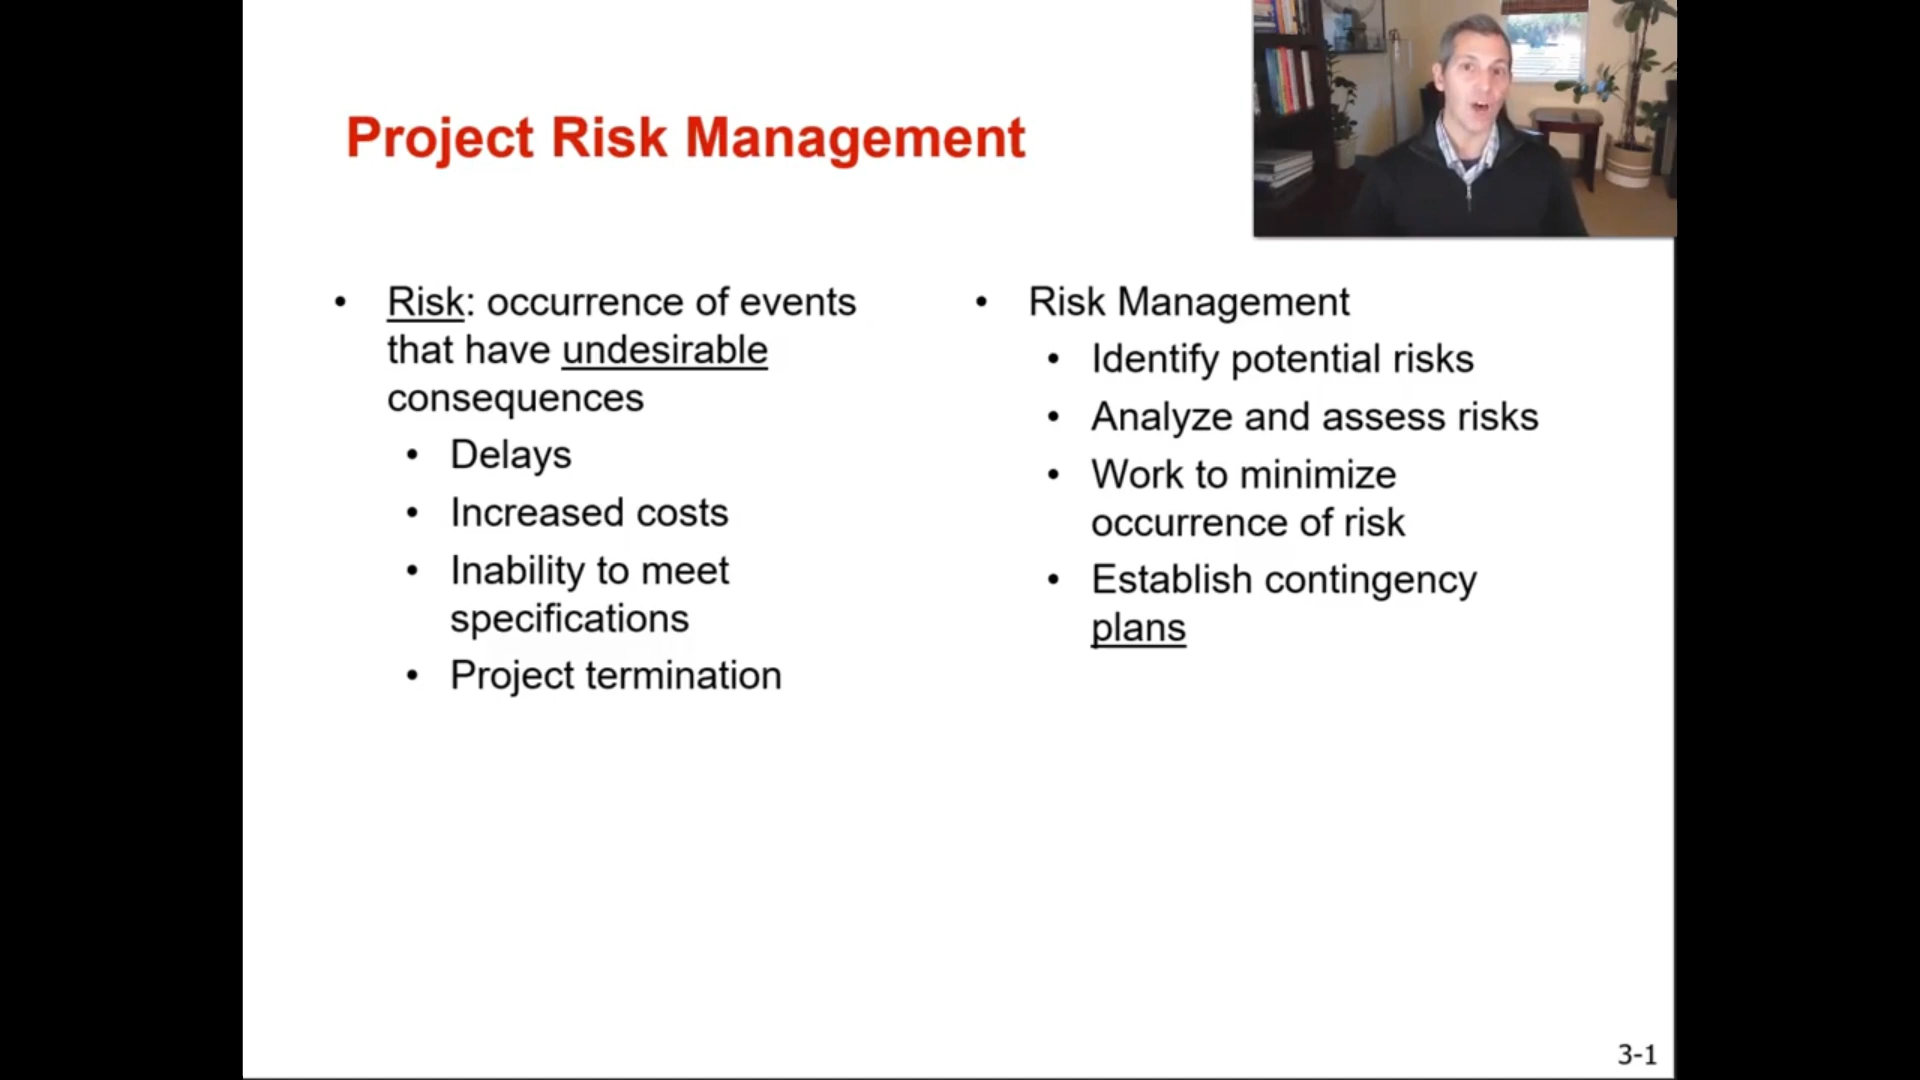 Project Risk Management
• Risk: occurrence of events
that have undesirable
consequences
• Delays
• Increased costs
• Inability to meet
specifications
• Project termination
• Risk Management
• Identify potential risks
• Analyze and assess risks
• Work to minimize
occurrence of risk
• Establish contingency
plans
3-1